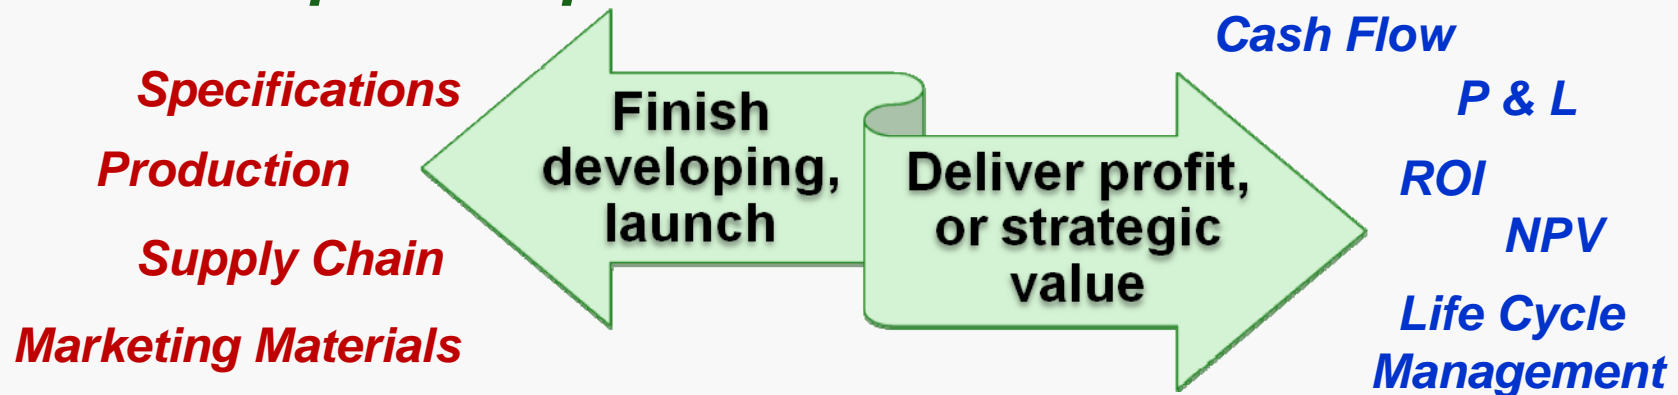 Specifications
Production
Supply Chain
Marketing Materials
Finish
developing,
launch
Deliver profit,
or strategic
value
Cash Flow
P & L
ROI
NPV
Life Cycle
Management